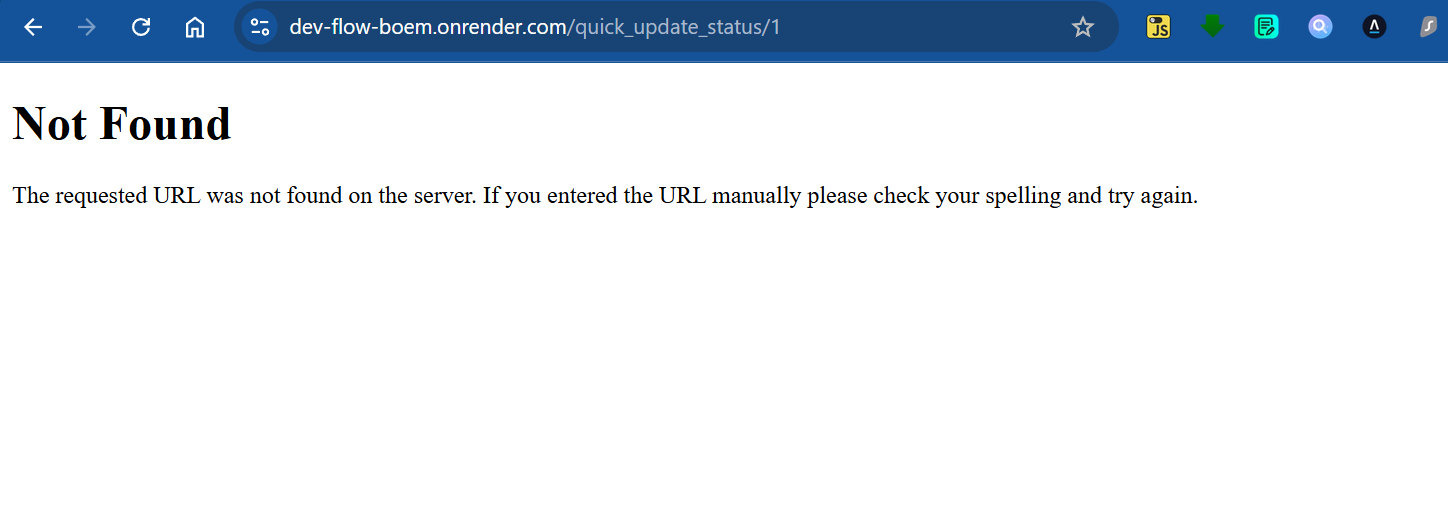 dev-flow-boem.onrender.com/quick_update_status/1
JS
Not Found
The requested URL was not found on the server. If you entered the URL manually please check your spelling and try again.